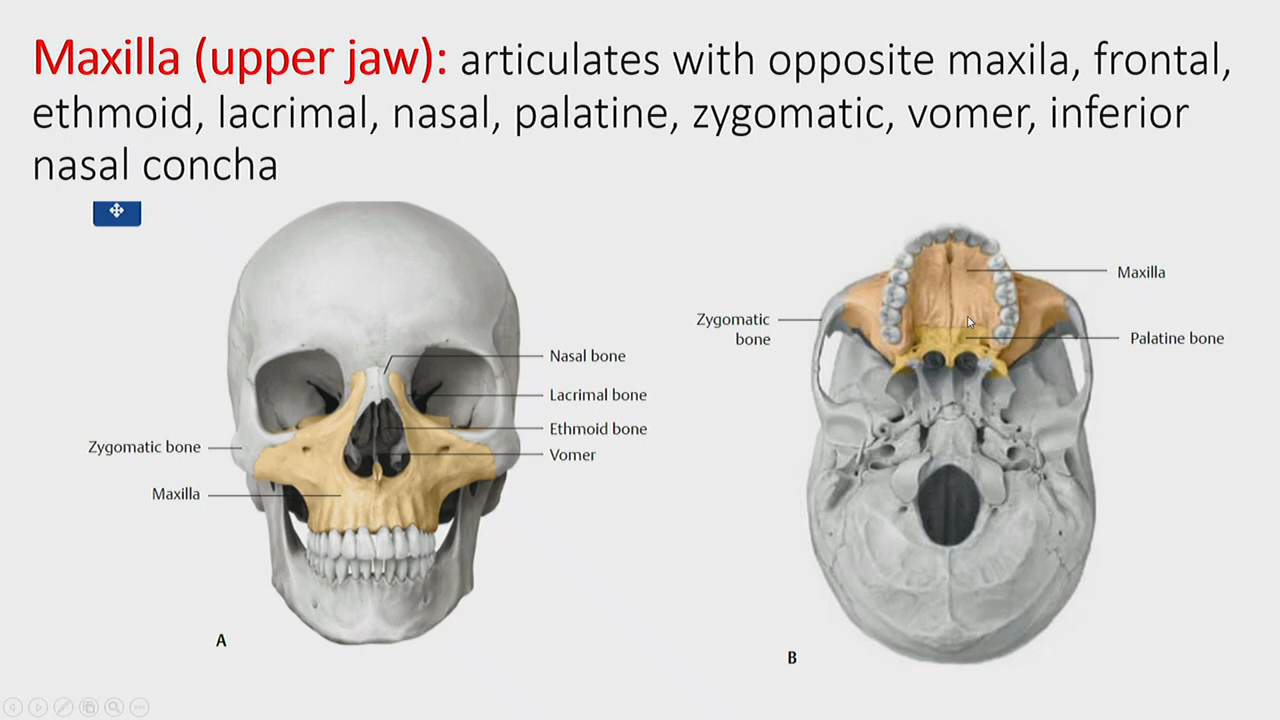 Maxilla (upper jaw): articulates with opposite maxila, frontal,
ethmoid, lacrimal, nasal, palatine, zygomatic, vomer, inferior
nasal concha
Nasal bone
Lacrimal bone
Ethmoid bone
Vomer
Zygomatic bone
Maxilla
A
Maxilla
Zygomatic
bone
Palatine bone
B